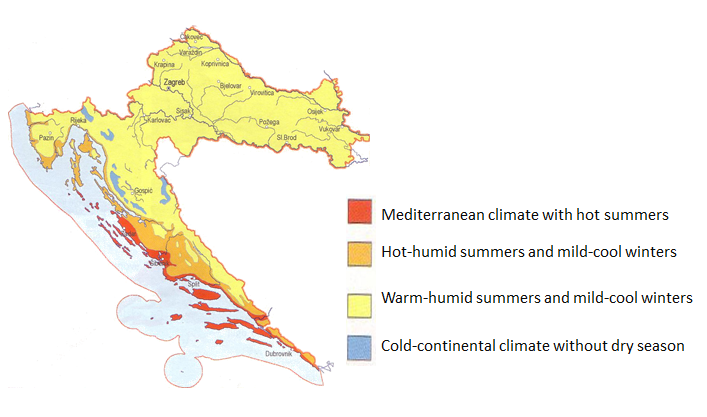 Čakovec
Varaždin
Krapina
Koprivnica
Zagreb
Bjelovar
Virovitica
Sisak
Osijek
Karlovac
Požega
Vukovar
Sl.Brod
Rijeka
Pazin
Gospić
Split
Dubrovnik
Mediterranean climate with hot summers
Hot-humid summers and mild-cool winters
Warm-humid summers and mild-cool winters
Cold-continental climate without dry season